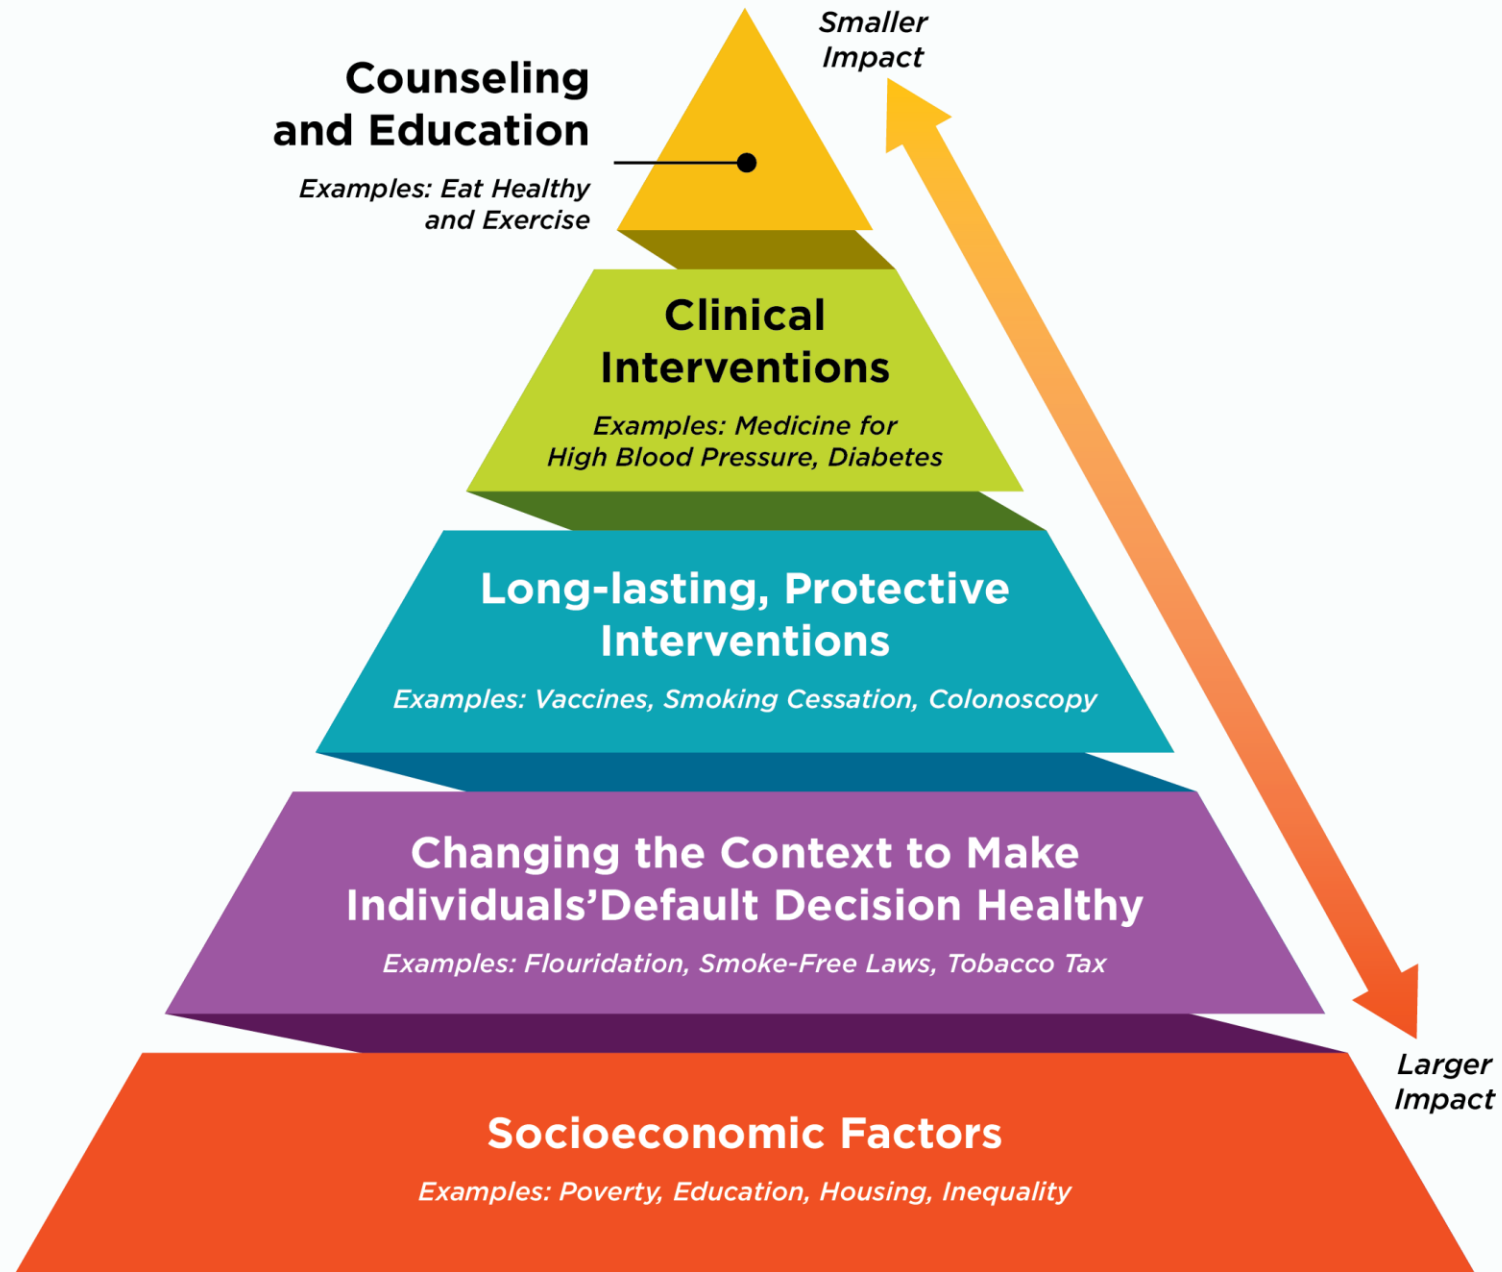 Smaller
Impact
Counseling
and Education
Examples: Eat Healthy
and Exercise
Clinical
Interventions
Examples: Medicine for
High Blood Pressure, Diabetes
Long-lasting, Protective
Interventions
Examples: Vaccines, Smoking Cessation, Colonoscopy
Changing the Context to Make
Individuals’Default Decision Healthy
Examples: Flouridation, Smoke-Free Laws, Tobacco Tax
Larger
Impact
Socioeconomic Factors
Examples: Poverty, Education, Housing, Inequality